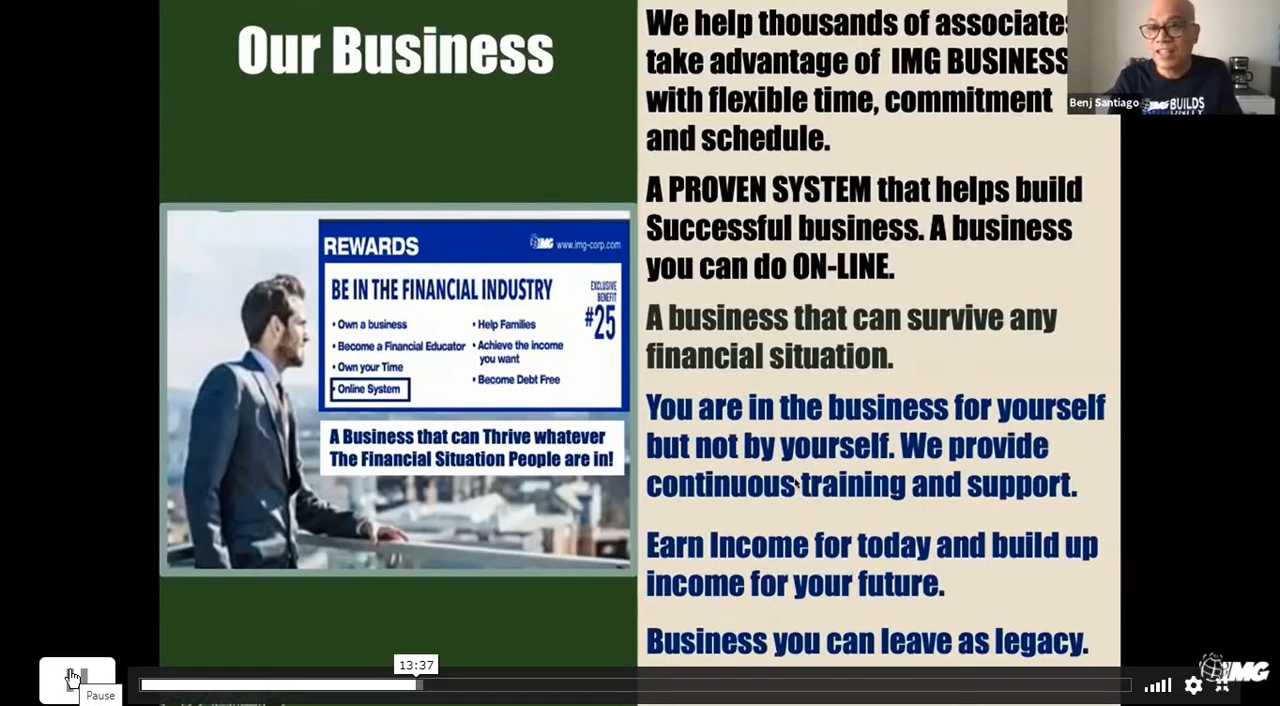 Our Business
REWARDS
IMG www.img-corp.com
BE IN THE FINANCIAL INDUSTRY
EXCLUSIVE
BENEFIT
#25
• Own a business
• Become a Financial Educator
• Own your Time
• Online System
• Help Families
• Achieve the income
you want
• Become Debt Free
A Business that can Thrive whatever
The Financial Situation People are in!
We help thousands of associates
take advantage of IMG BUSINESS
with flexible time, commitment
and schedule.
A PROVEN SYSTEM that helps build
Successful business. A business
you can do ON-LINE.
A business that can survive any
financial situation.
You are in the business for yourself
but not by yourself. We provide
continuous training and support.
Earn Income for today and build up
income for your future.
Business you can leave as legacy.
Benj Santiago
IMG BUILDS
13:37
Pause
IMG